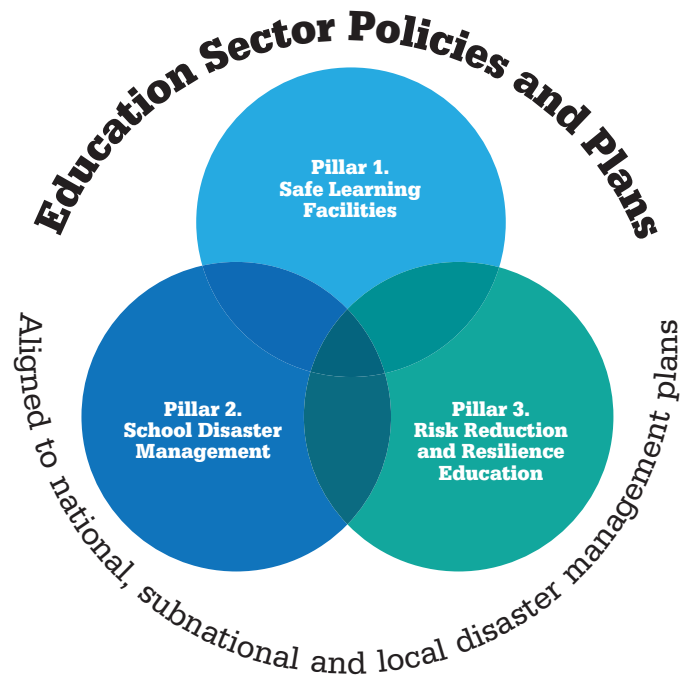 Education Sector Policies and Plans
Pillar 1.
Safe Learning
Facilities
Pillar 2.
School Disaster
Management
Pillar 3.
Risk Reduction
and Resilience
Education
Aligned to national, subnational and local disaster management plans